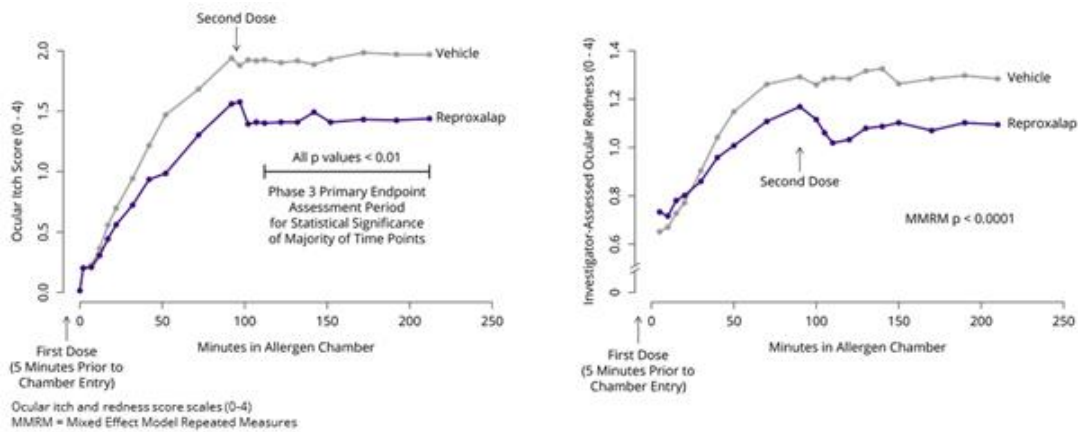 Second Dose
Vehicle
Reproxalap
Ocular Itch Score (0 - 4)
2.0
1.5
1.0
0.5
0.0
All p values < 0.01
Phase 3 Primary Endpoint
Assessment Period
for Statistical Significance
of Majority of Time Points
0 50 100 150 200 250
Minutes in Allergen Chamber
First Dose
(5 Minutes Prior to
Chamber Entry)
Investigator-Assessed Ocular Redness (0 - 4)
1.4
1.2
1.0
0.8
0.6
0
Vehicle
Reproxalap
Second Dose
MMRM p < 0.0001
0 50 100 150 200 250
Minutes in Allergen Chamber
First Dose
(5 Minutes Prior to
Chamber Entry)
Ocular itch and redness score scales (0-4)
MMRM = Mixed Effect Model Repeated Measures